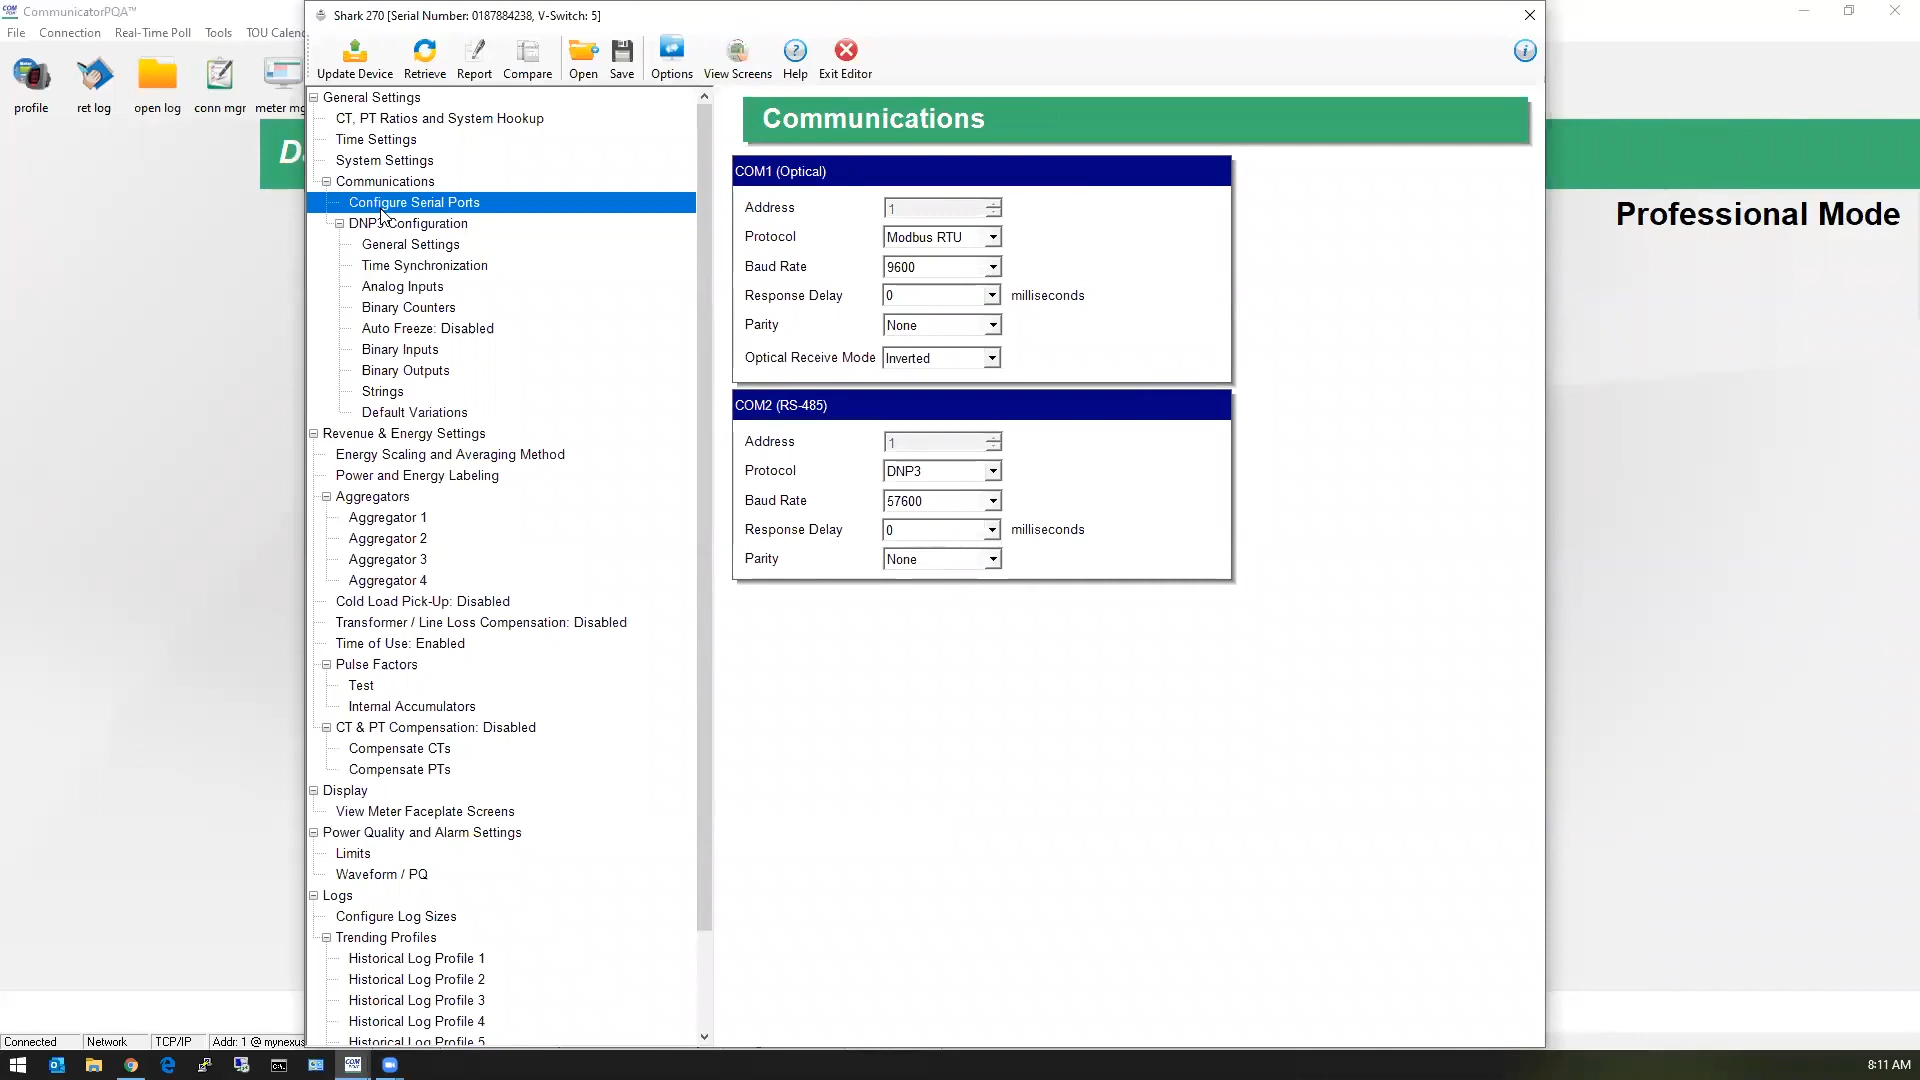 CommunicatorPQA™
File Connection Real-Time Poll Tools TOU Calend
profile ret log open log conn mgr meter mg
Professional Mode
Shark 270 [Serial Number: 0187884238, V-Switch: 5]
Update Device Retrieve Report Compare Open Save Options View Screens Help Exit Editor
General Settings
CT, PT Ratios and System Hookup
Time Settings
System Settings
Communications
Configure Serial Ports
DNP3 Configuration
General Settings
Time Synchronization
Analog Inputs
Binary Counters
Auto Freeze: Disabled
Binary Inputs
Binary Outputs
Strings
Default Variations
Revenue & Energy Settings
Energy Scaling and Averaging Method
Power and Energy Labeling
Aggregators
Aggregator 1
Aggregator 2
Aggregator 3
Aggregator 4
Cold Load Pick-Up: Disabled
Transformer / Line Loss Compensation: Disabled
Time of Use: Enabled
Pulse Factors
Test
Internal Accumulators
CT & PT Compensation: Disabled
Compensate CTs
Compensate PTs
Display
View Meter Faceplate Screens
Power Quality and Alarm Settings
Limits
Waveform / PQ
Logs
Configure Log Sizes
Trending Profiles
Historical Log Profile 1
Historical Log Profile 2
Historical Log Profile 3
Historical Log Profile 4
Historical Log Profile 5
Communications
COM1 (Optical)
Address 1
Protocol Modbus RTU
Baud Rate 9600
Response Delay 0 milliseconds
Parity None
Optical Receive Mode Inverted
COM2 (RS-485)
Address 1
Protocol DNP3
Baud Rate 57600
Response Delay 0 milliseconds
Parity None
Connected Network TCP/IP Addr: 1 @ mynexus
8:11 AM